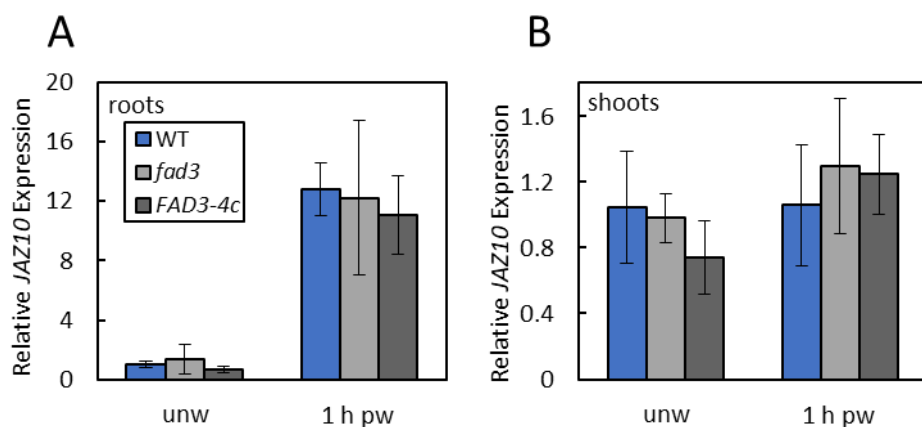 A
Relative JAZ10 Expression
20
16
12
8
4
0
roots
WT
fad3
FAD3-4c
unw
1 h pw
B
Relative JAZ10 Expression
1.6
1.2
0.8
0.4
0
shoots
unw
1 h pw